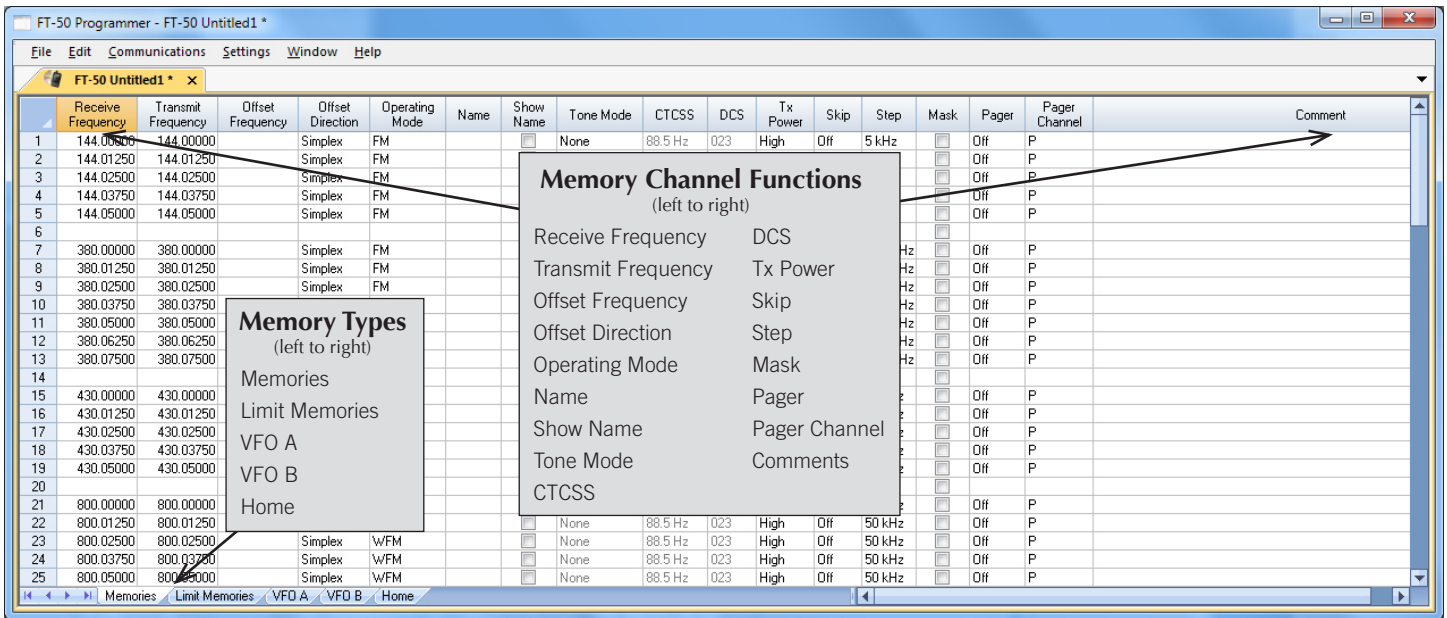 FT-50 Programmer - FT-50 Untitled1 *
File Edit Communications Settings Window Help
FT-50 Untitled1 * x
Receive Frequency Transmit Frequency Offset Frequency Offset Direction Operating Mode Name Show Name Tone Mode CTCSS DCS Tx Power Skip Step Mask Pager Pager Channel Comment
1 144.00000 144.00000 Simplex FM None 88.5 Hz 023 High Off 5 kHz Off P
2 144.01250 144.01250 Simplex FM Off P
3 144.02500 144.02500 Simplex FM Off P
4 144.03750 144.03750 Simplex FM Off P
5 144.05000 144.05000 Simplex FM Off P
6
7 380.00000 380.00000 Simplex FM Hz Off P
8 380.01250 380.01250 Simplex FM Hz Off P
9 380.02500 380.02500 Simplex FM Hz Off P
10 380.03750 380.03750 Hz Off P
11 380.05000 380.05000 Hz Off P
12 380.06250 380.06250 Hz Off P
13 380.07500 380.07500 Hz Off P
14
15 430.00000 430.00000 Off P
16 430.01250 430.01250 Off P
17 430.02500 430.02500 Off P
18 430.03750 430.03750 Off P
19 430.05000 430.05000 Off P
20
21 800.00000 800.00000 Off P
22 800.01250 800.01250 None 88.5 Hz 023 High Off 50 kHz Off P
23 800.02500 800.02500 Simplex WFM None 88.5 Hz 023 High Off 50 kHz Off P
24 800.03750 800.03750 Simplex WFM None 88.5 Hz 023 High Off 50 kHz Off P
25 800.05000 800.05000 Simplex WFM None 88.5 Hz 023 High Off 50 kHz Off P
Memories Limit Memories VFO A VFO B Home
Memory Types
(left to right)
Memories
Limit Memories
VFO A
VFO B
Home
Memory Channel Functions
(left to right)
Receive Frequency
Transmit Frequency
Offset Frequency
Offset Direction
Operating Mode
Name
Show Name
Tone Mode
CTCSS
DCS
Tx Power
Skip
Step
Mask
Pager
Pager Channel
Comments